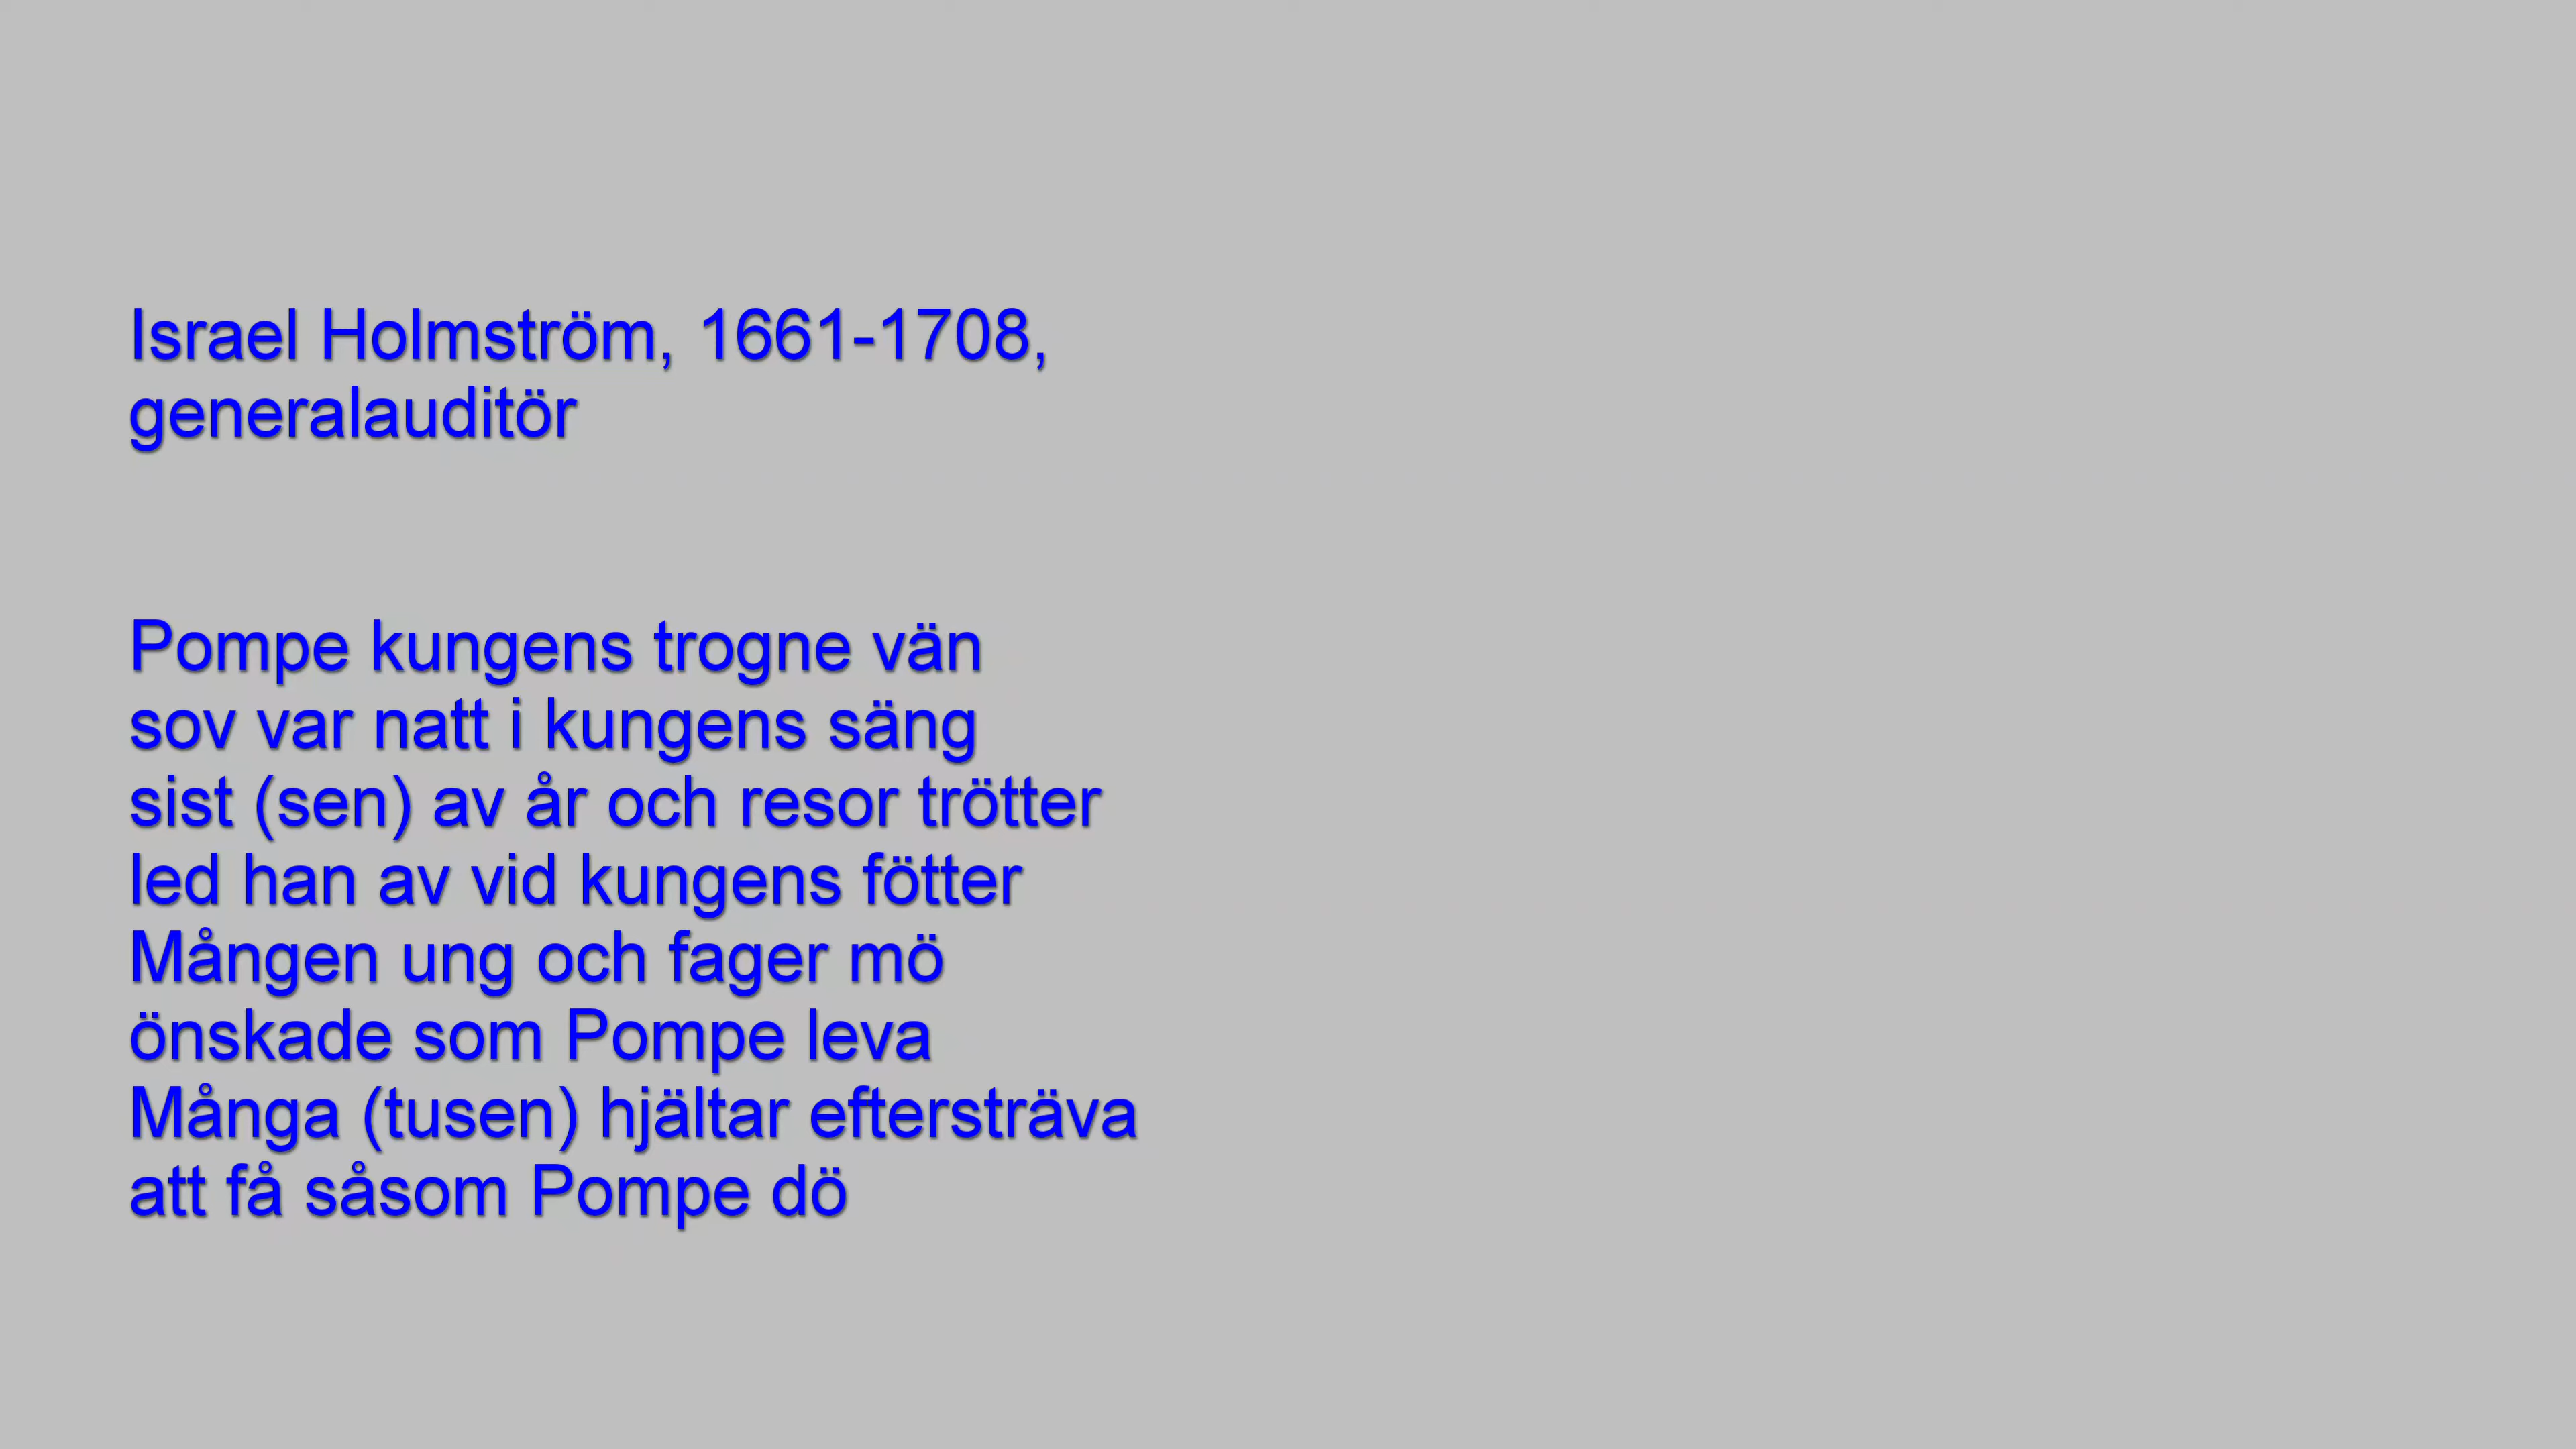 Israel Holmström, 1661-1708,
generalauditör
Pompe kungens trogne vän
sov var natt i kungens säng
sist (sen) av år och resor trötter
led han av vid kungens fötter
Mången ung och fager mö
önskade som Pompe leva
Många (tusen) hjältar eftersträva
att få såsom Pompe dö